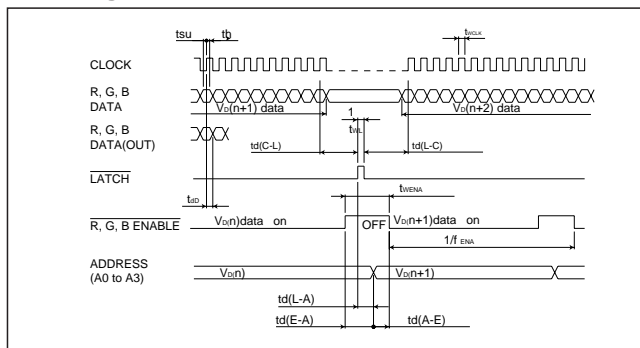 tsu
th
tWCLK
CLOCK
R, G, B
DATA
VD(n+1) data
VD(n+2) data
1
R, G, B
DATA(OUT)
tWL
td(C-L)
td(L-C)
LATCH
tdD
tWENA
R, G, B ENABLE
VD(n)data on
OFF
VD(n+1)data on
1/f ENA
ADDRESS
(A0 to A3)
VD(n)
VD(n+1)
td(L-A)
td(E-A)
td(A-E)